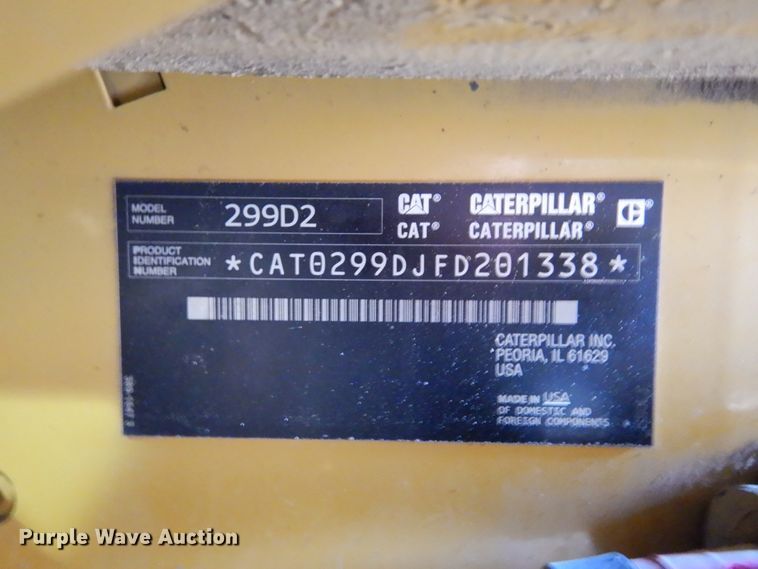 MODEL NUMBER 299D2
CAT® CATERPILLAR® C
CAT® CATERPILLAR®
PRODUCT IDENTIFICATION NUMBER *CAT0299DJFD201338*
CATERPILLAR INC.
PEORIA, IL 61629
USA
MADE IN USA
OF DOMESTIC AND
FOREIGN COMPONENTS
Purple Wave Auction